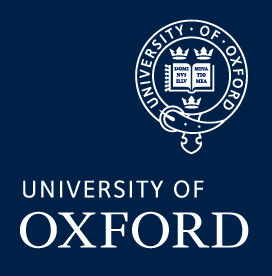 UNIVERSITY · OF · OXFORD
DOMI MINA
NVS TIO
ILLV MEA
UNIVERSITY OF
OXFORD